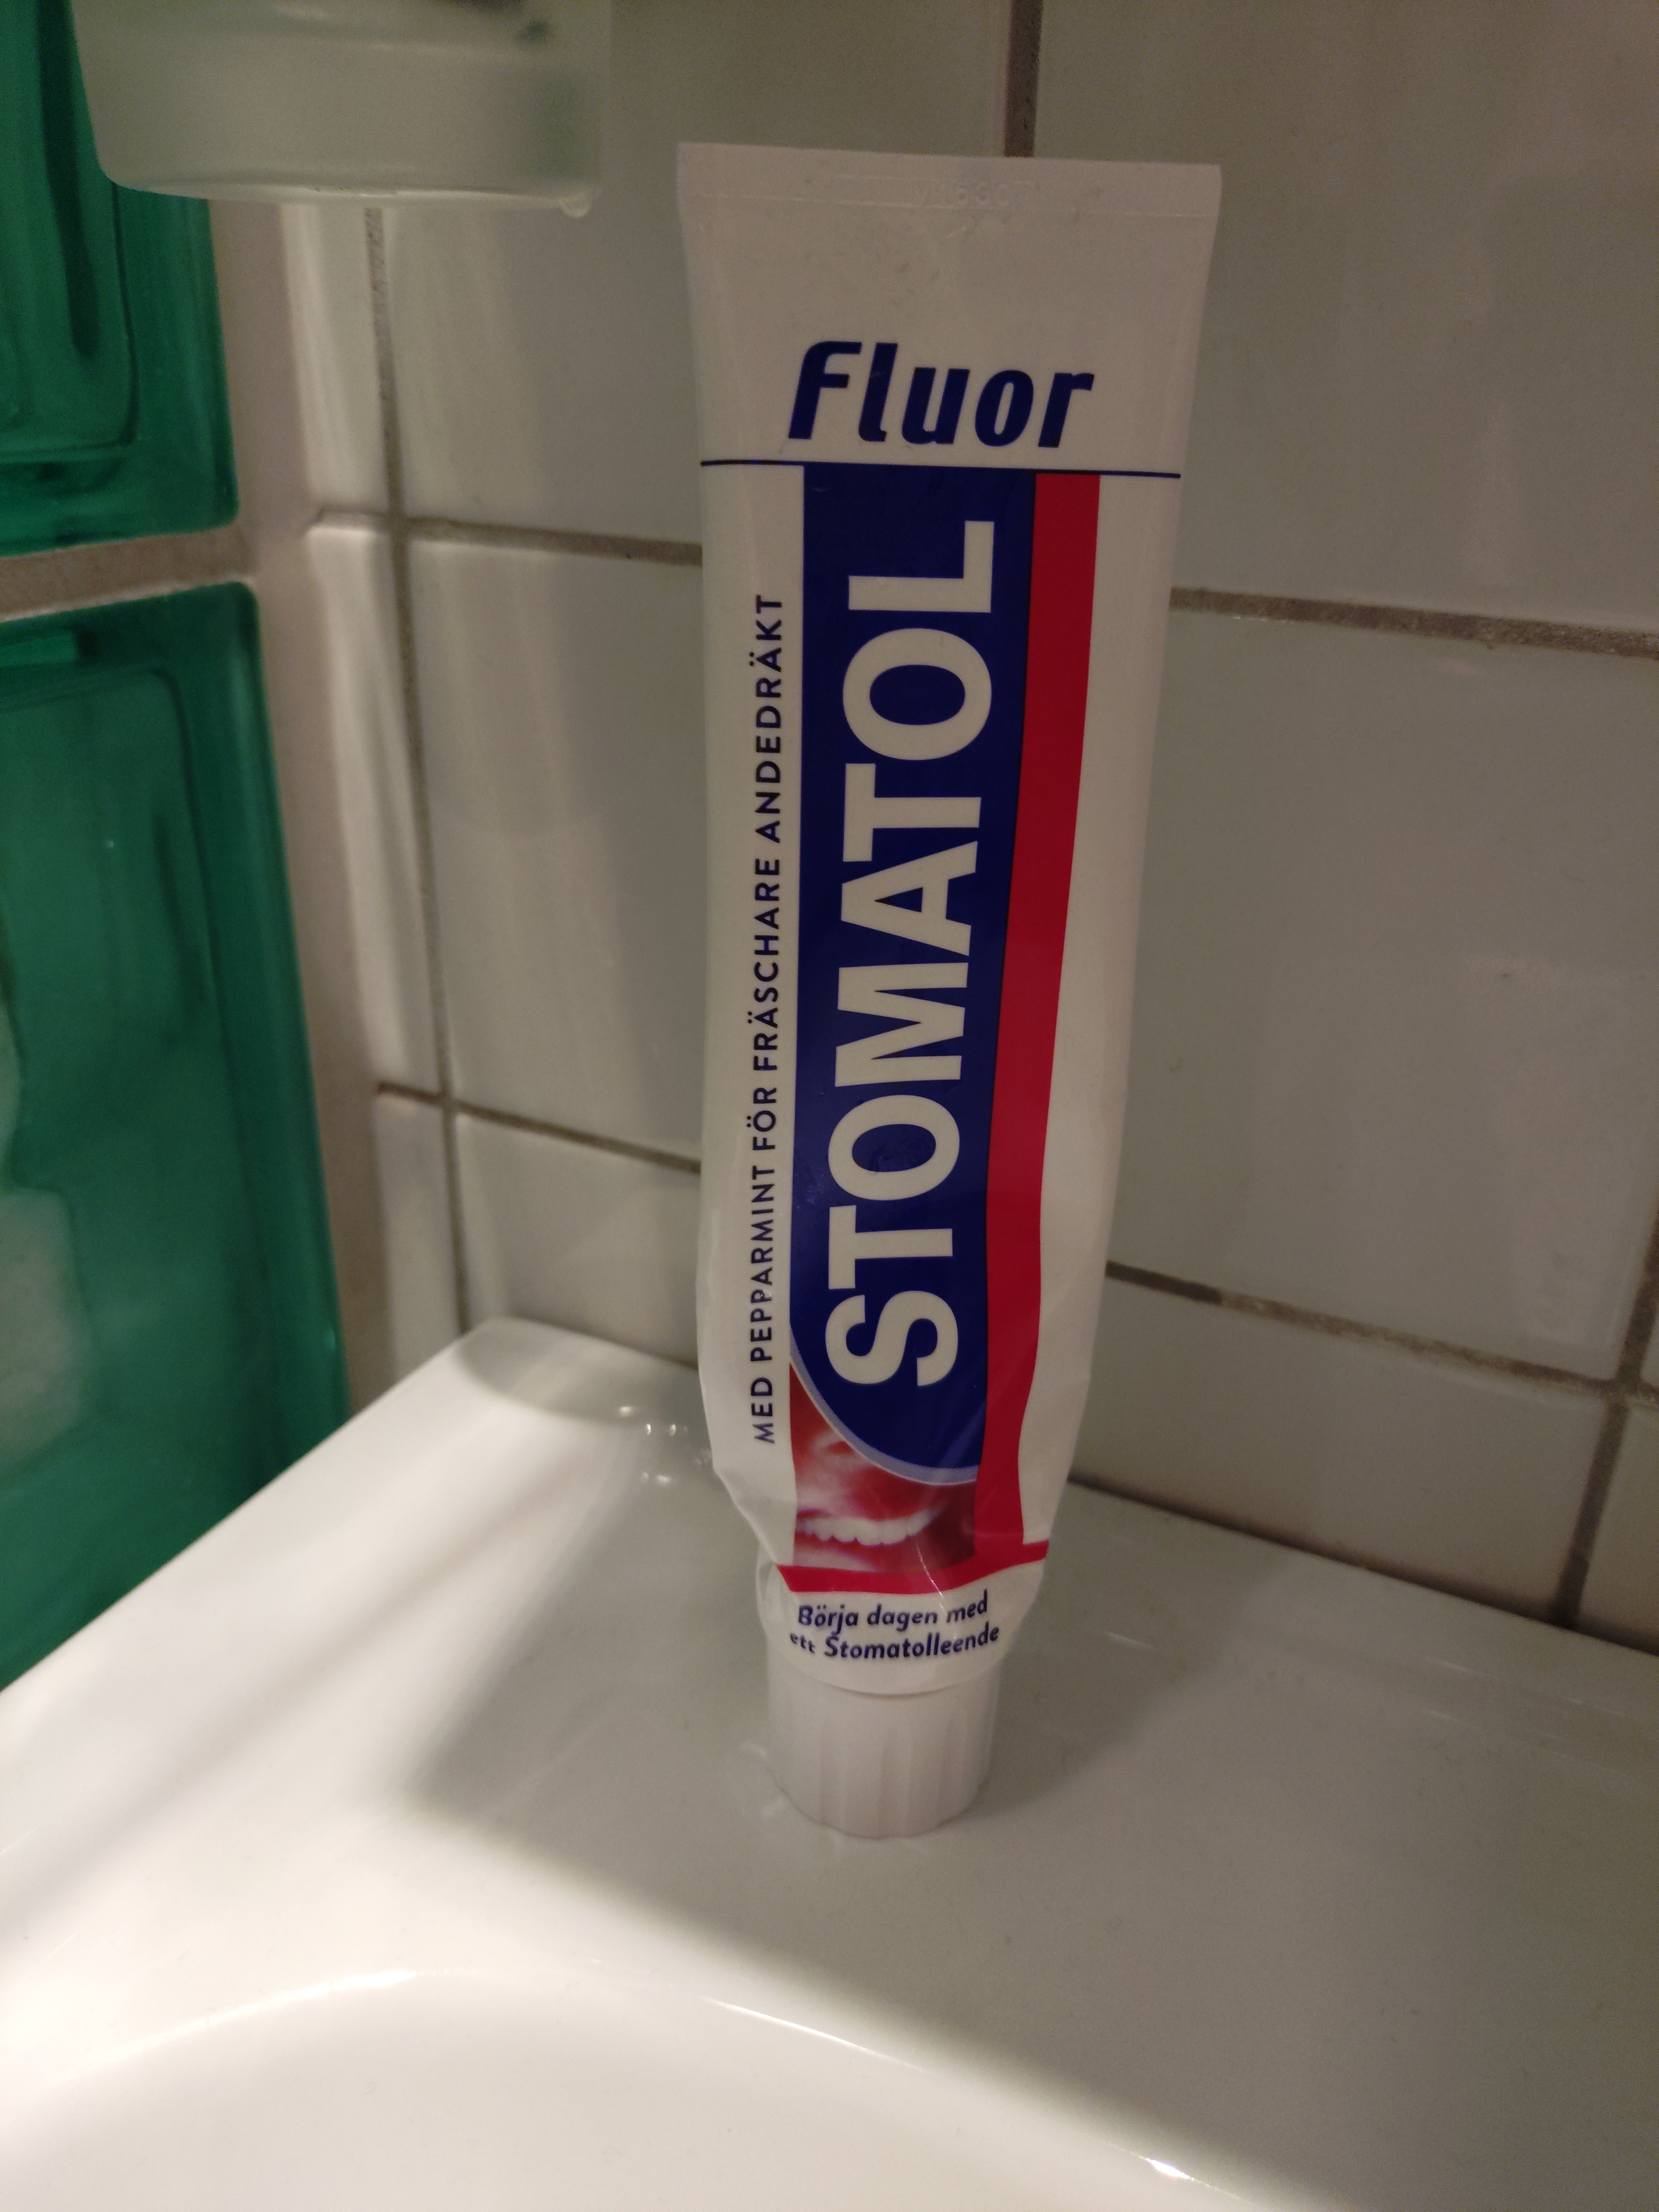 Fluor
STOMATOL
MED PEPPARMINT FÖR FRÄSCHARE ANDEDRÄKT
Börja dagen med
ett Stomatolleende